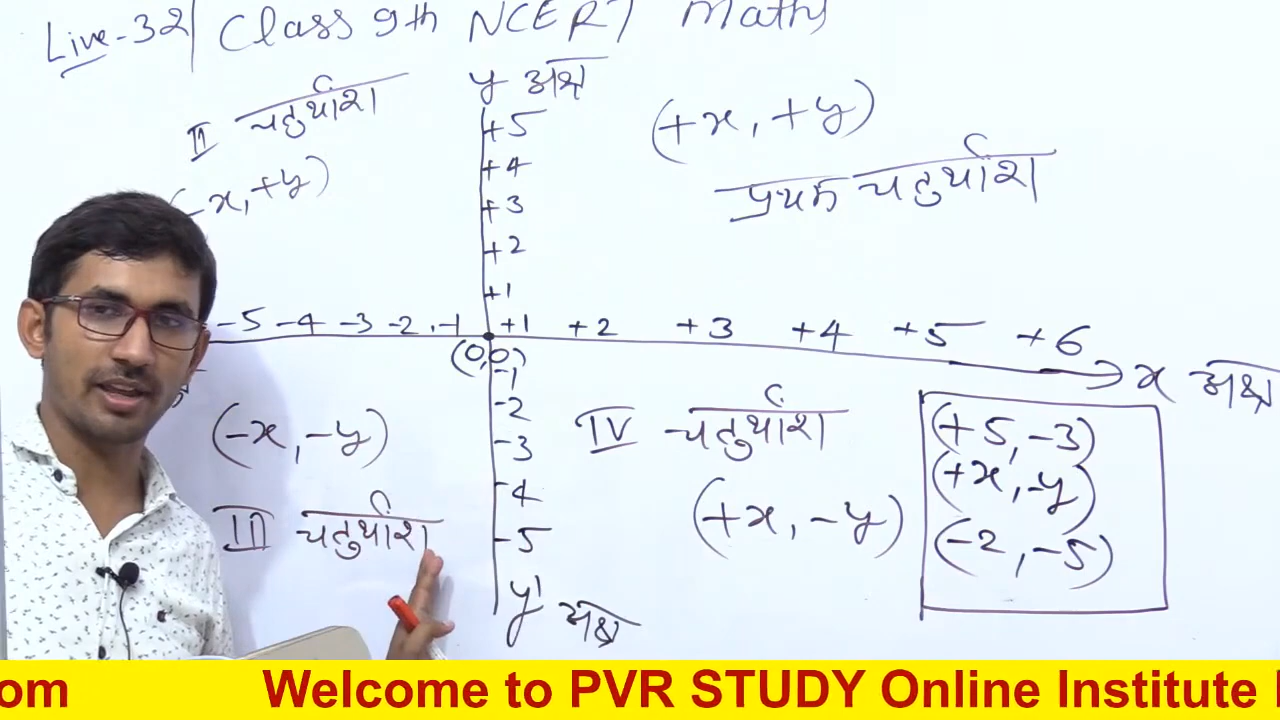 Live-32 | Class 9th NCERT Maths
y अक्ष
II चतुर्थांश
(-x, +y)
(+x, +y)
प्रथम चतुर्थांश
+5
+4
+3
+2
+1
-5 -4 -3 -2 -1 +1 +2 +3 +4 +5 +6
(0,0)
x अक्ष
-1
-2
-3
-4
-5
y' अक्ष
(-x, -y)
III चतुर्थांश
IV चतुर्थांश
(+x, -y)
(+5, -3)
(+x, -y)
(-2, -5)
om Welcome to PVR STUDY Online Institute